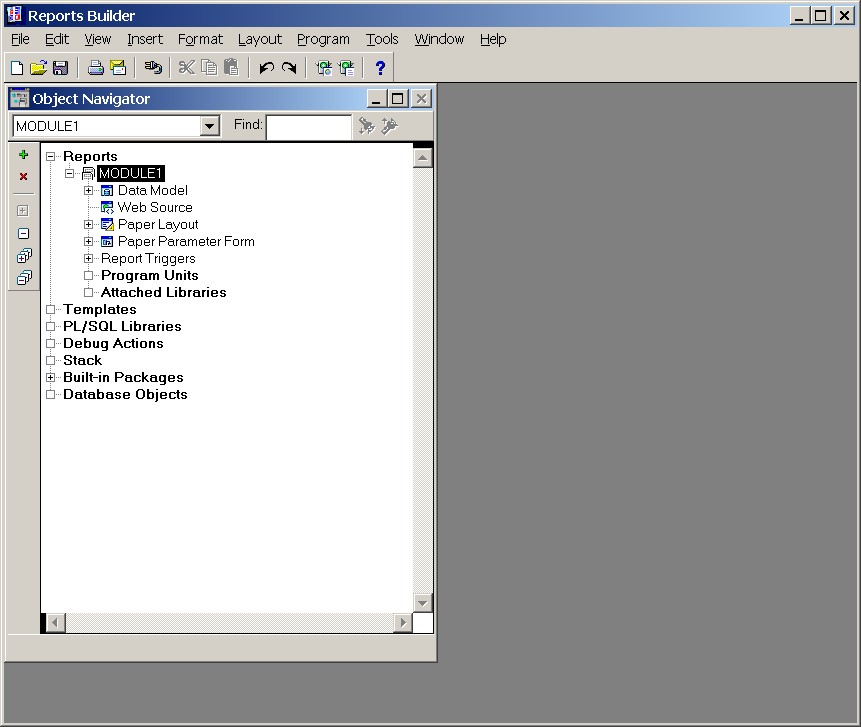 Reports Builder
File Edit View Insert Format Layout Program Tools Window Help
?
Object Navigator
MODULE1 Find:
Reports
MODULE1
Data Model
Web Source
Paper Layout
Paper Parameter Form
Report Triggers
Program Units
Attached Libraries
Templates
PL/SQL Libraries
Debug Actions
Stack
Built-in Packages
Database Objects